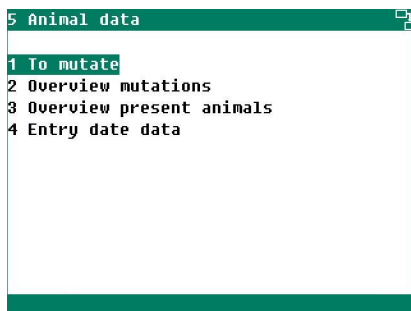 5 Animal data
1 To mutate
2 Overview mutations
3 Overview present animals
4 Entry date data